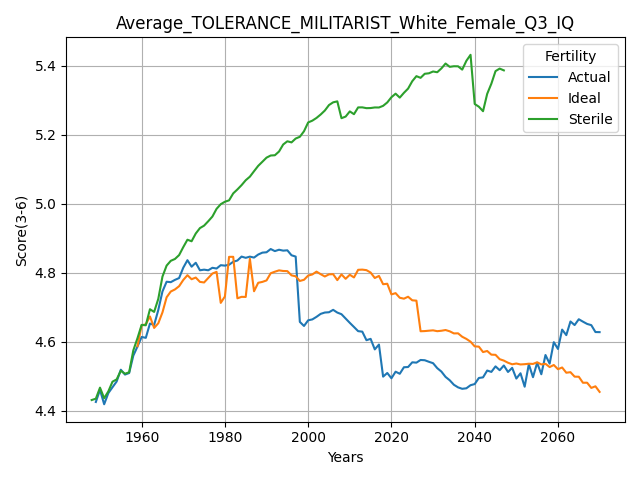 Average_TOLERANCE_MILITARIST_White_Female_Q3_IQ
Fertility
Actual
Ideal
Sterile
Score(3-6)
5.4
5.2
5.0
4.8
4.6
4.4
1960 1980 2000 2020 2040 2060
Years